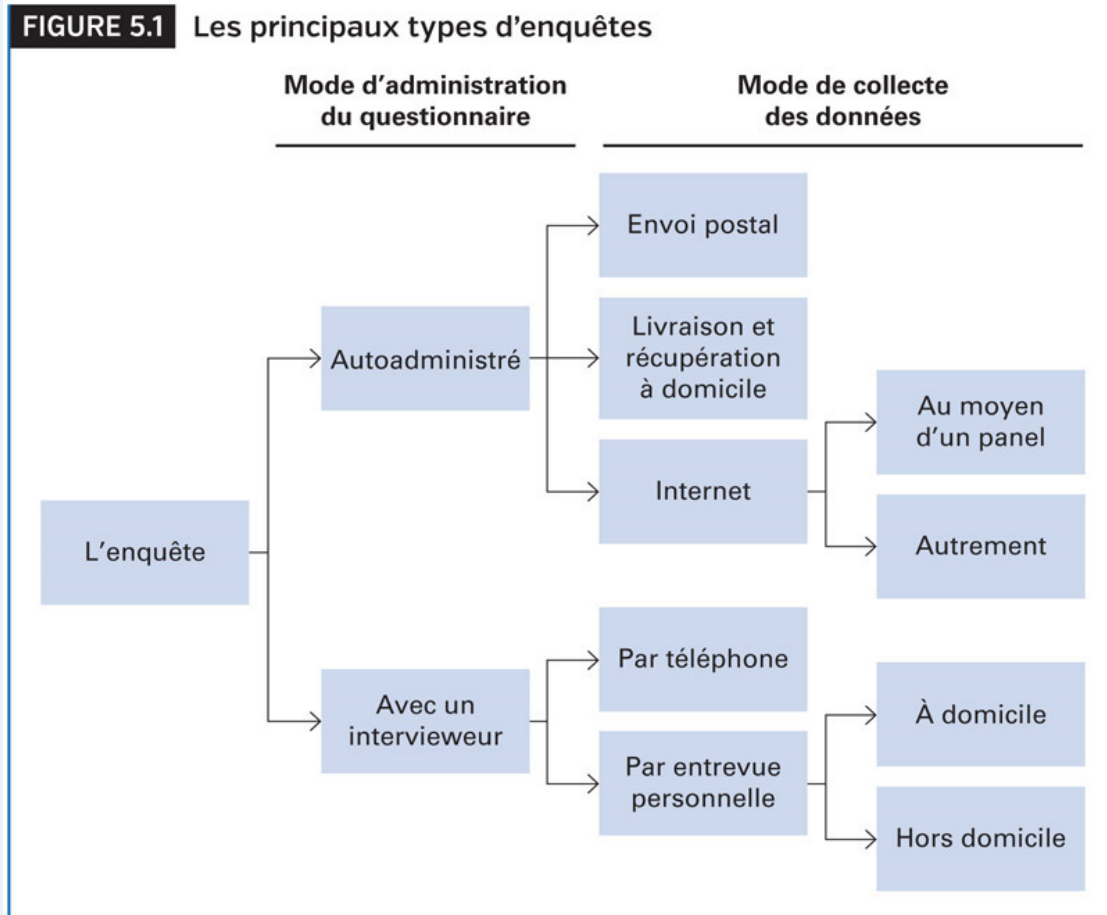 FIGURE 5.1 Les principaux types d’enquêtes
Mode d’administration
du questionnaire
Mode de collecte
des données
L’enquête
Autoadministré
Envoi postal
Livraison et
récupération
à domicile
Internet
Au moyen
d’un panel
Autrement
Avec un
intervieweur
Par téléphone
Par entrevue
personnelle
À domicile
Hors domicile